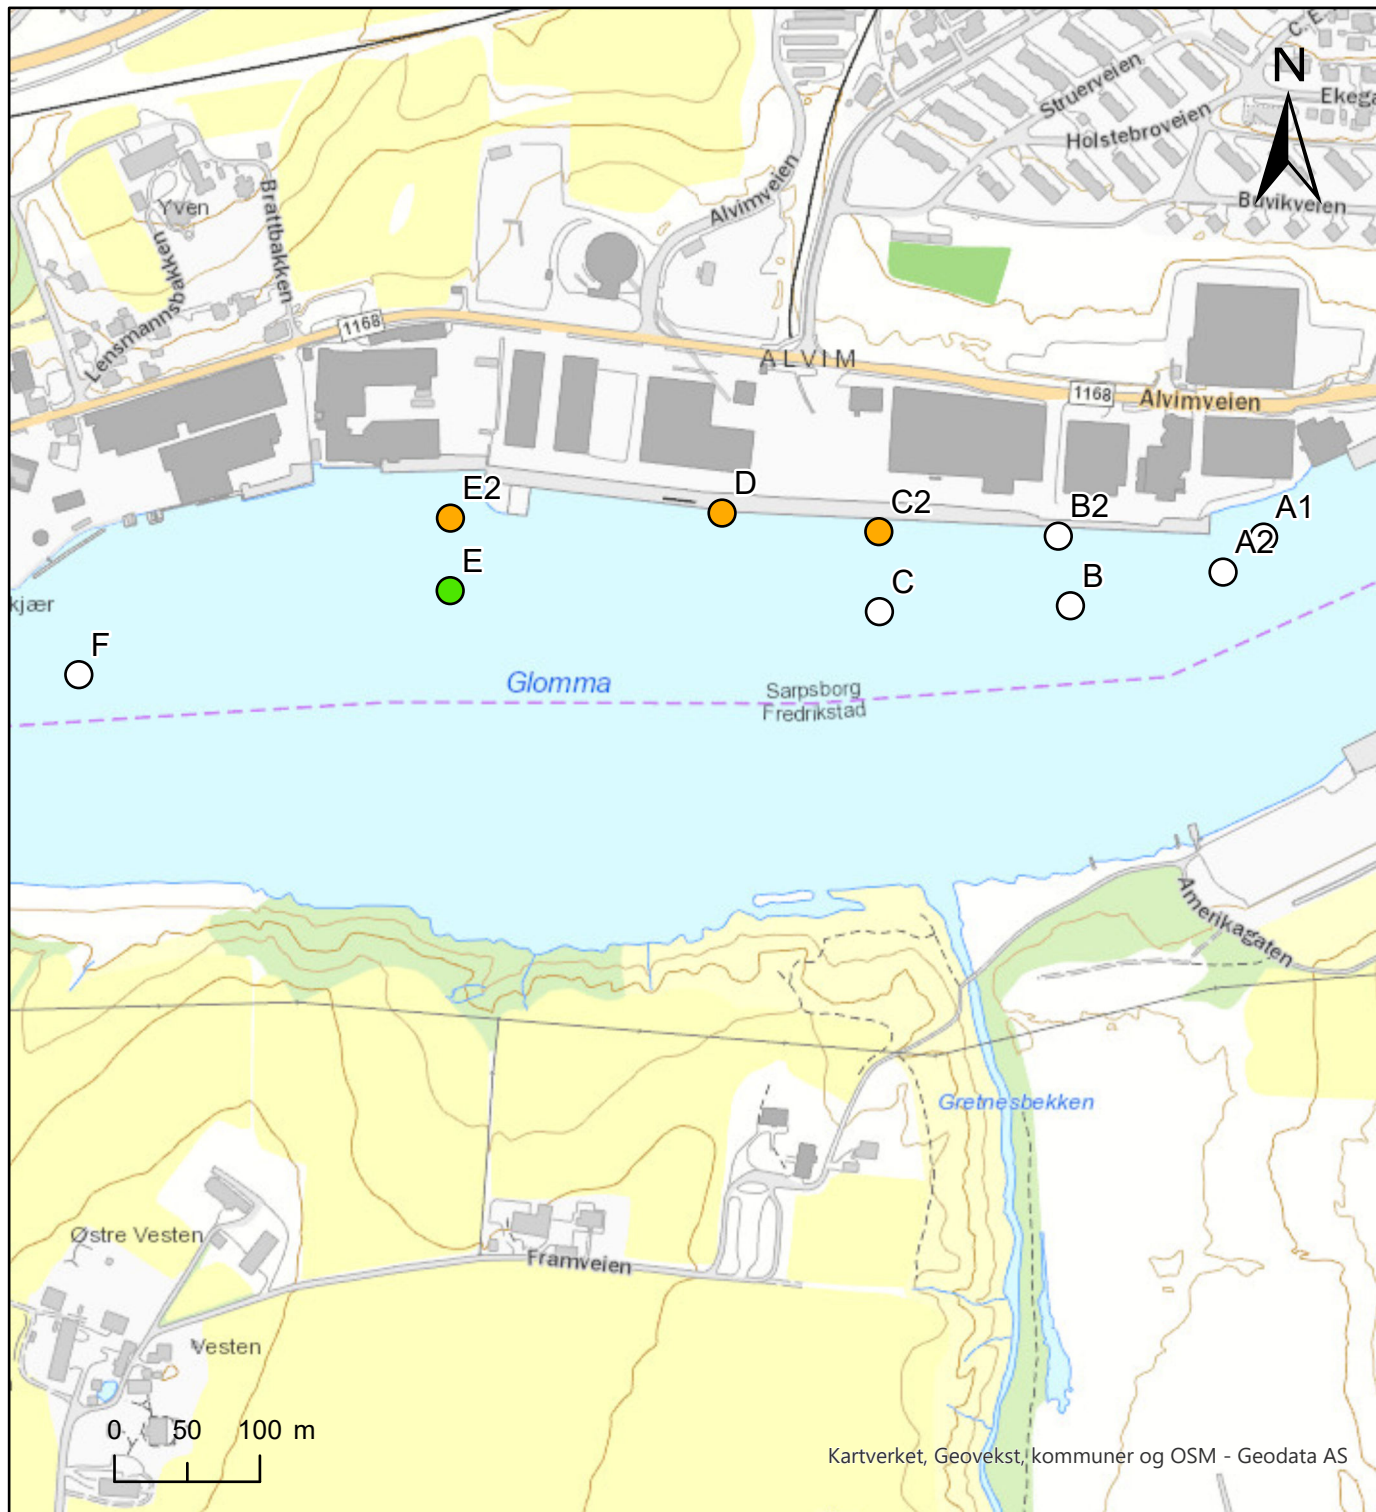 C. E.
N
Struerveien
Ekega
Holstebroveien
Buvikveien
Alvimveien
Yven
Brattbakken
Lensmannsbakken
1168
ALVIM
1168
Alvimveien
E2
D
C2
B2
A1
A2
E
C
B
kjær
F
Glomma
Sarpsborg
Fredrikstad
Amerikagaten
Gretnesbekken
Østre Vesten
Framveien
Vesten
0 50 100 m
Kartverket, Geovekst, kommuner og OSM - Geodata AS